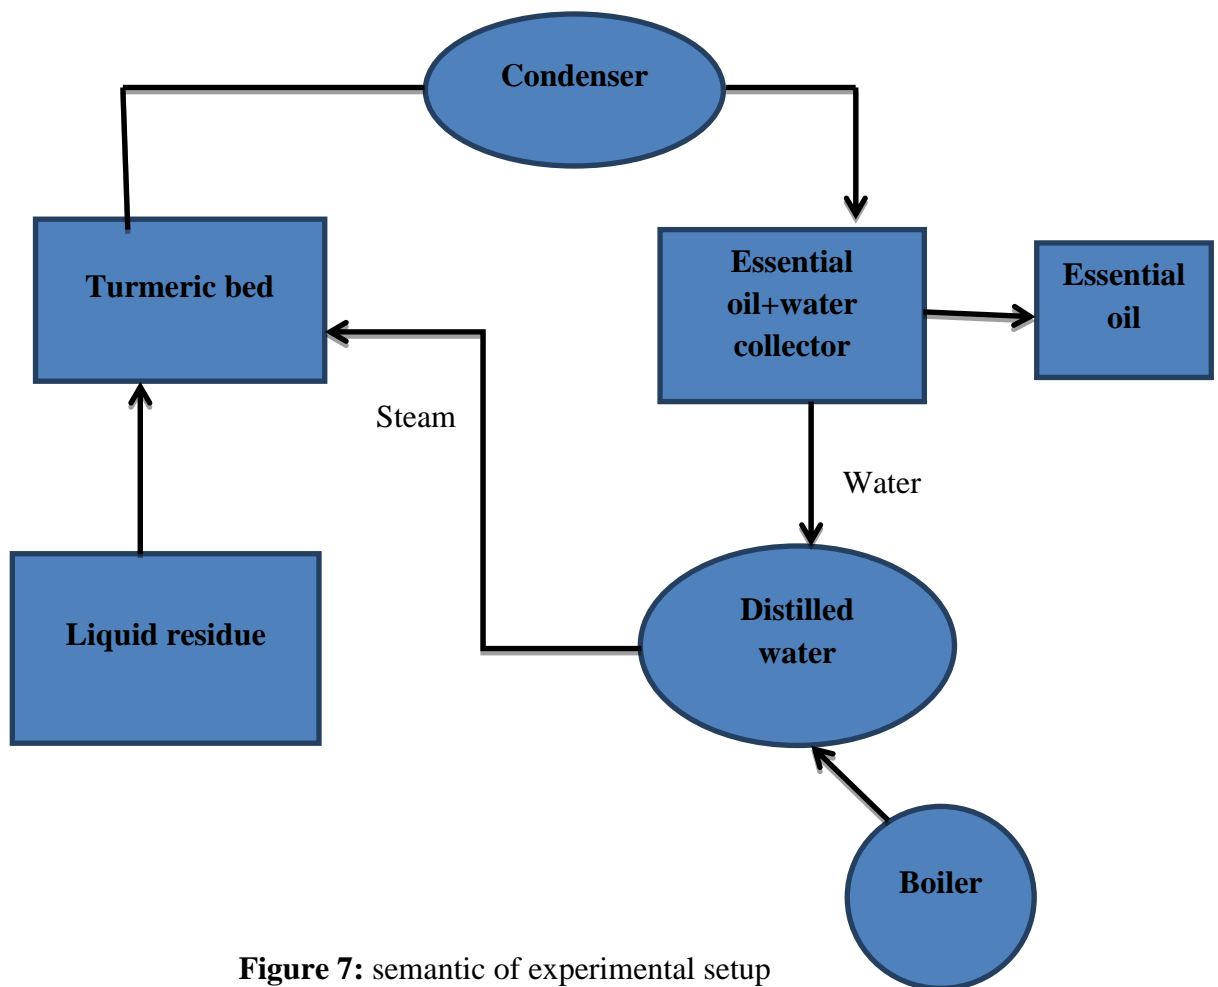 Condenser
Turmeric bed
Essential
oil+water
collector
Essential
oil
Steam
Water
Liquid residue
Distilled
water
Boiler
Figure 7: semantic of experimental setup